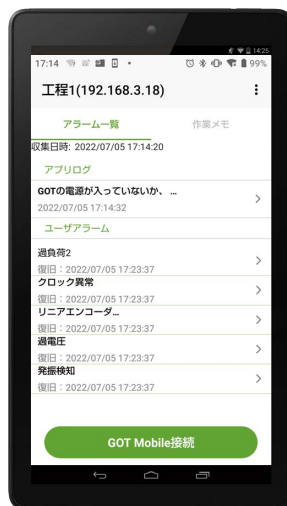 14:25
17:14
99%
工程1(192.168.3.18)
アラーム一覧
作業メモ
収集日時: 2022/07/05 17:14:20
アプリログ
GOTの電源が入っていないか、 ...
2022/07/05 17:14:32
ユーザアラーム
過負荷2
復旧：2022/07/05 17:23:37
クロック異常
復旧：2022/07/05 17:23:37
リニアエンコーダ...
復旧：2022/07/05 17:23:37
過電圧
復旧：2022/07/05 17:23:37
発振検知
復旧：2022/07/05 17:23:37
GOT Mobile接続